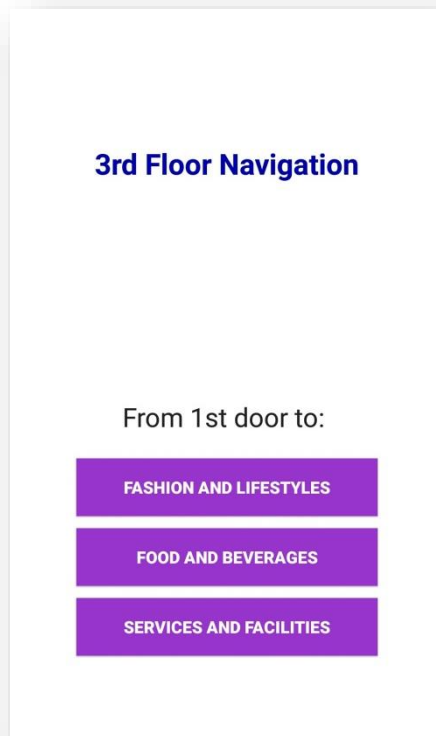 3rd Floor Navigation
From 1st door to:
FASHION AND LIFESTYLES
FOOD AND BEVERAGES
SERVICES AND FACILITIES